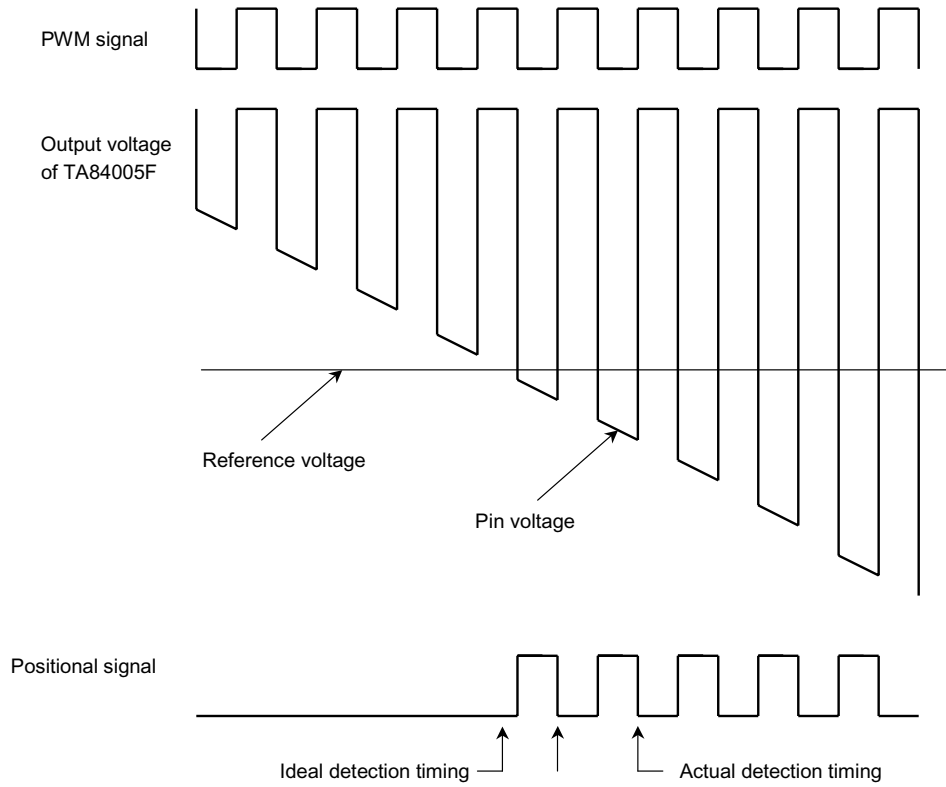 PWM signal
Output voltage
of TA84005F
Reference voltage
Pin voltage
Positional signal
Ideal detection timing
Actual detection timing